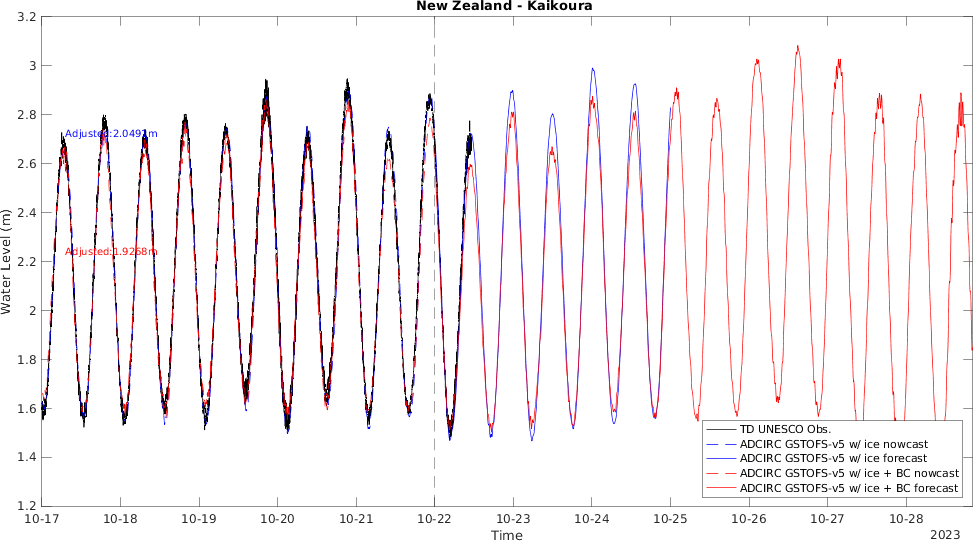 New Zealand - Kaikoura
3.2
3
2.8
2.6
2.4
2.2
2
1.8
1.6
1.4
1.2
Water Level (m)
Adjusted:2.0491m
Adjusted:1.9268m
TD UNESCO Obs.
ADCIRC GSTOFS-v5 w/ ice nowcast
ADCIRC GSTOFS-v5 w/ ice forecast
ADCIRC GSTOFS-v5 w/ ice + BC nowcast
ADCIRC GSTOFS-v5 w/ ice + BC forecast
10-17 10-18 10-19 10-20 10-21 10-22 10-23 10-24 10-25 10-26 10-27 10-28
Time
2023